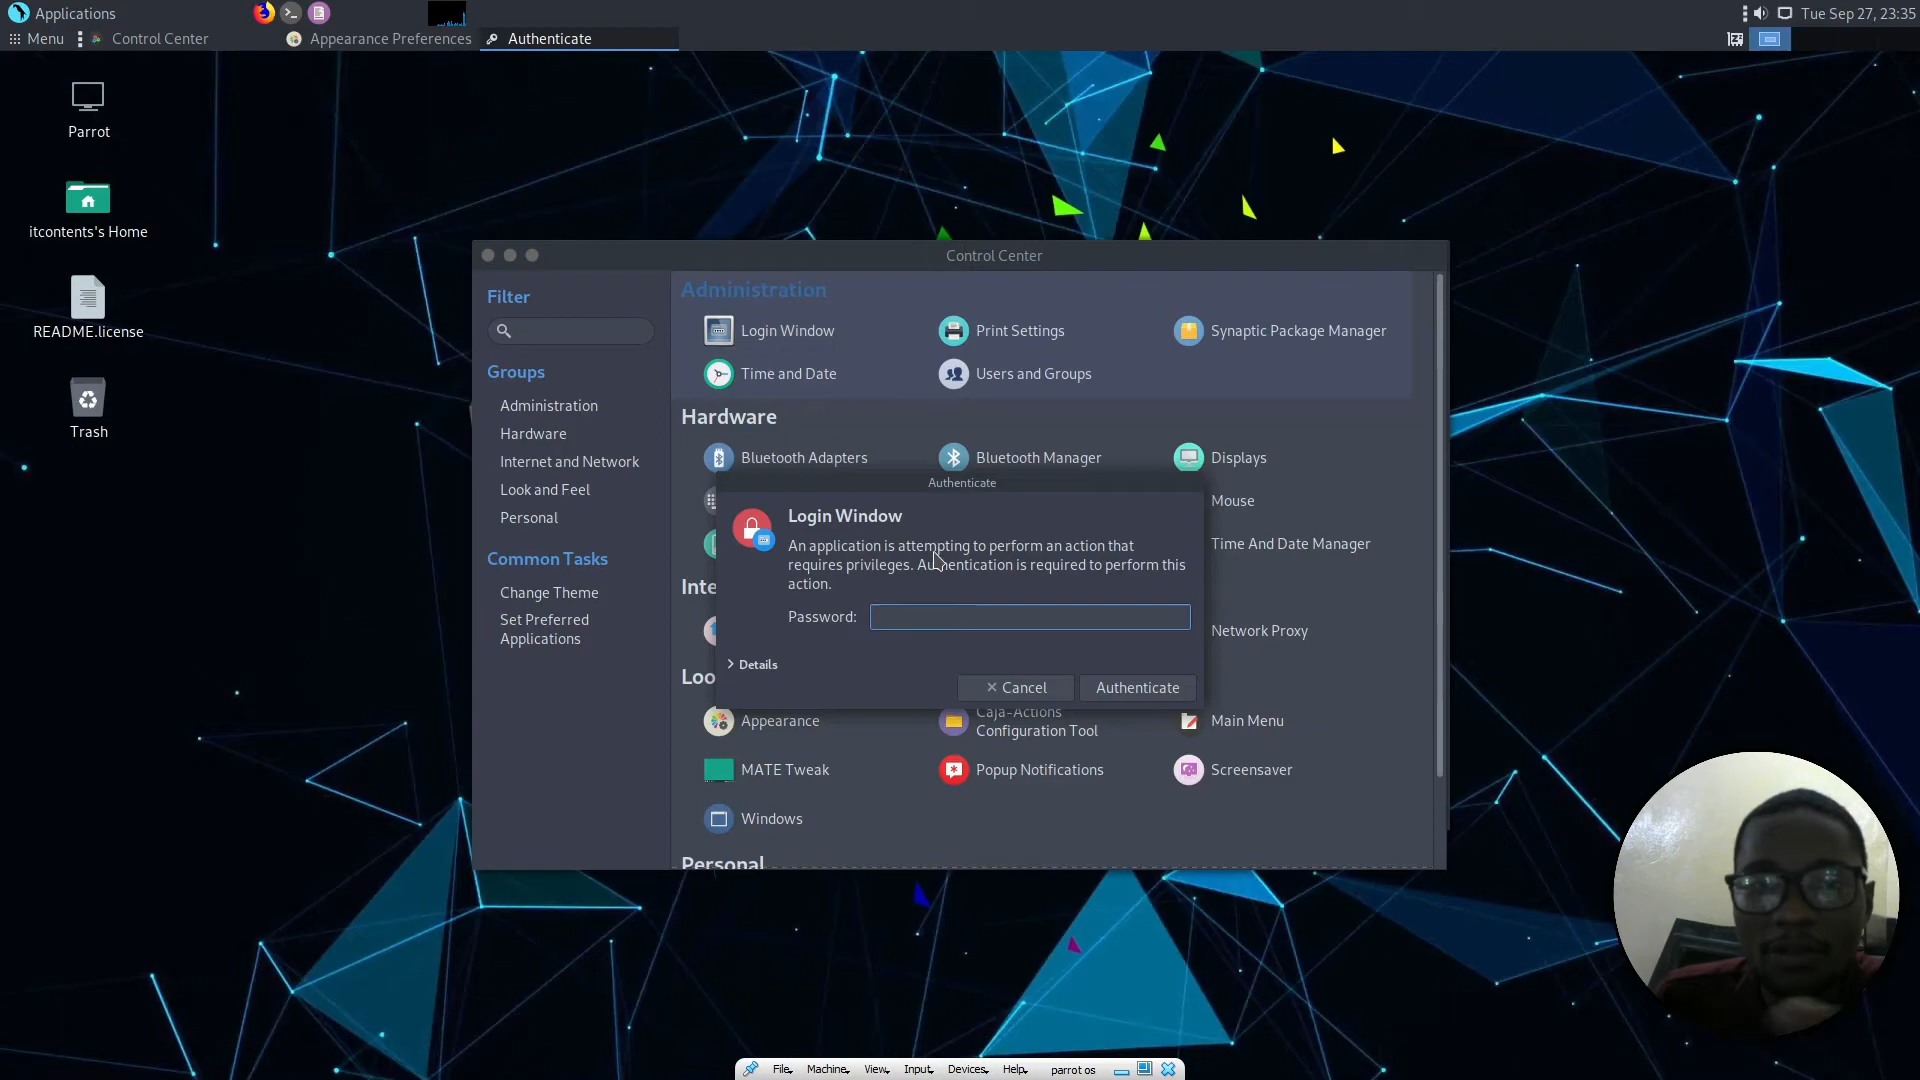 Applications
Tue Sep 27, 23:35
Menu
Control Center
Appearance Preferences
Authenticate
Parrot
itcontents's Home
README.license
Trash
Control Center
Filter
Groups
Administration
Hardware
Internet and Network
Look and Feel
Personal
Common Tasks
Change Theme
Set Preferred
Applications
Administration
Login Window
Print Settings
Synaptic Package Manager
Time and Date
Users and Groups
Hardware
Bluetooth Adapters
Bluetooth Manager
Displays
Mouse
Time And Date Manager
Inte
Network Proxy
Loo
Appearance
Caja-Actions
Configuration Tool
Main Menu
MATE Tweak
Popup Notifications
Screensaver
Windows
Personal
Authenticate
Login Window
An application is attempting to perform an action that
requires privileges. Authentication is required to perform this
action.
Password:
Details
Cancel
Authenticate
File
Machine
View
Input
Devices
Help
parrot os